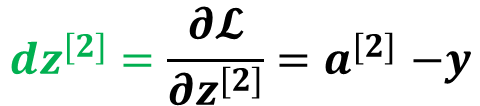 dz^[2] = ∂ℒ/∂z^[2] = a^[2] − y